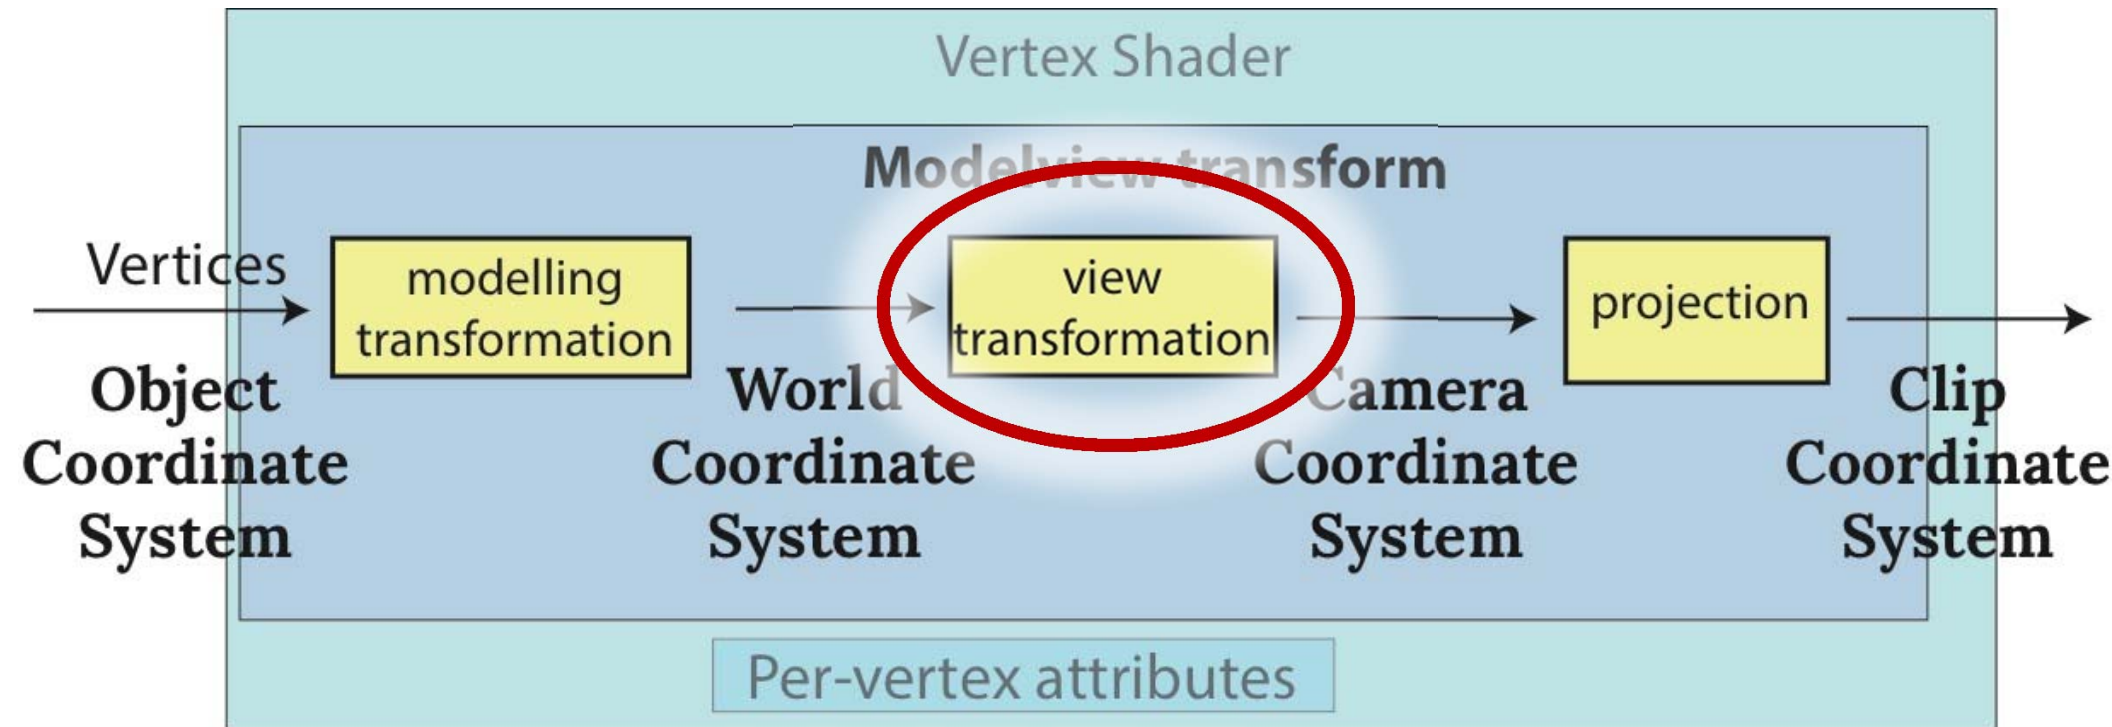 Vertex Shader
Modelview transform
Vertices
modelling
transformation
view
transformation
projection
Object
Coordinate
System
World
Coordinate
System
Camera
Coordinate
System
Clip
Coordinate
System
Per-vertex attributes